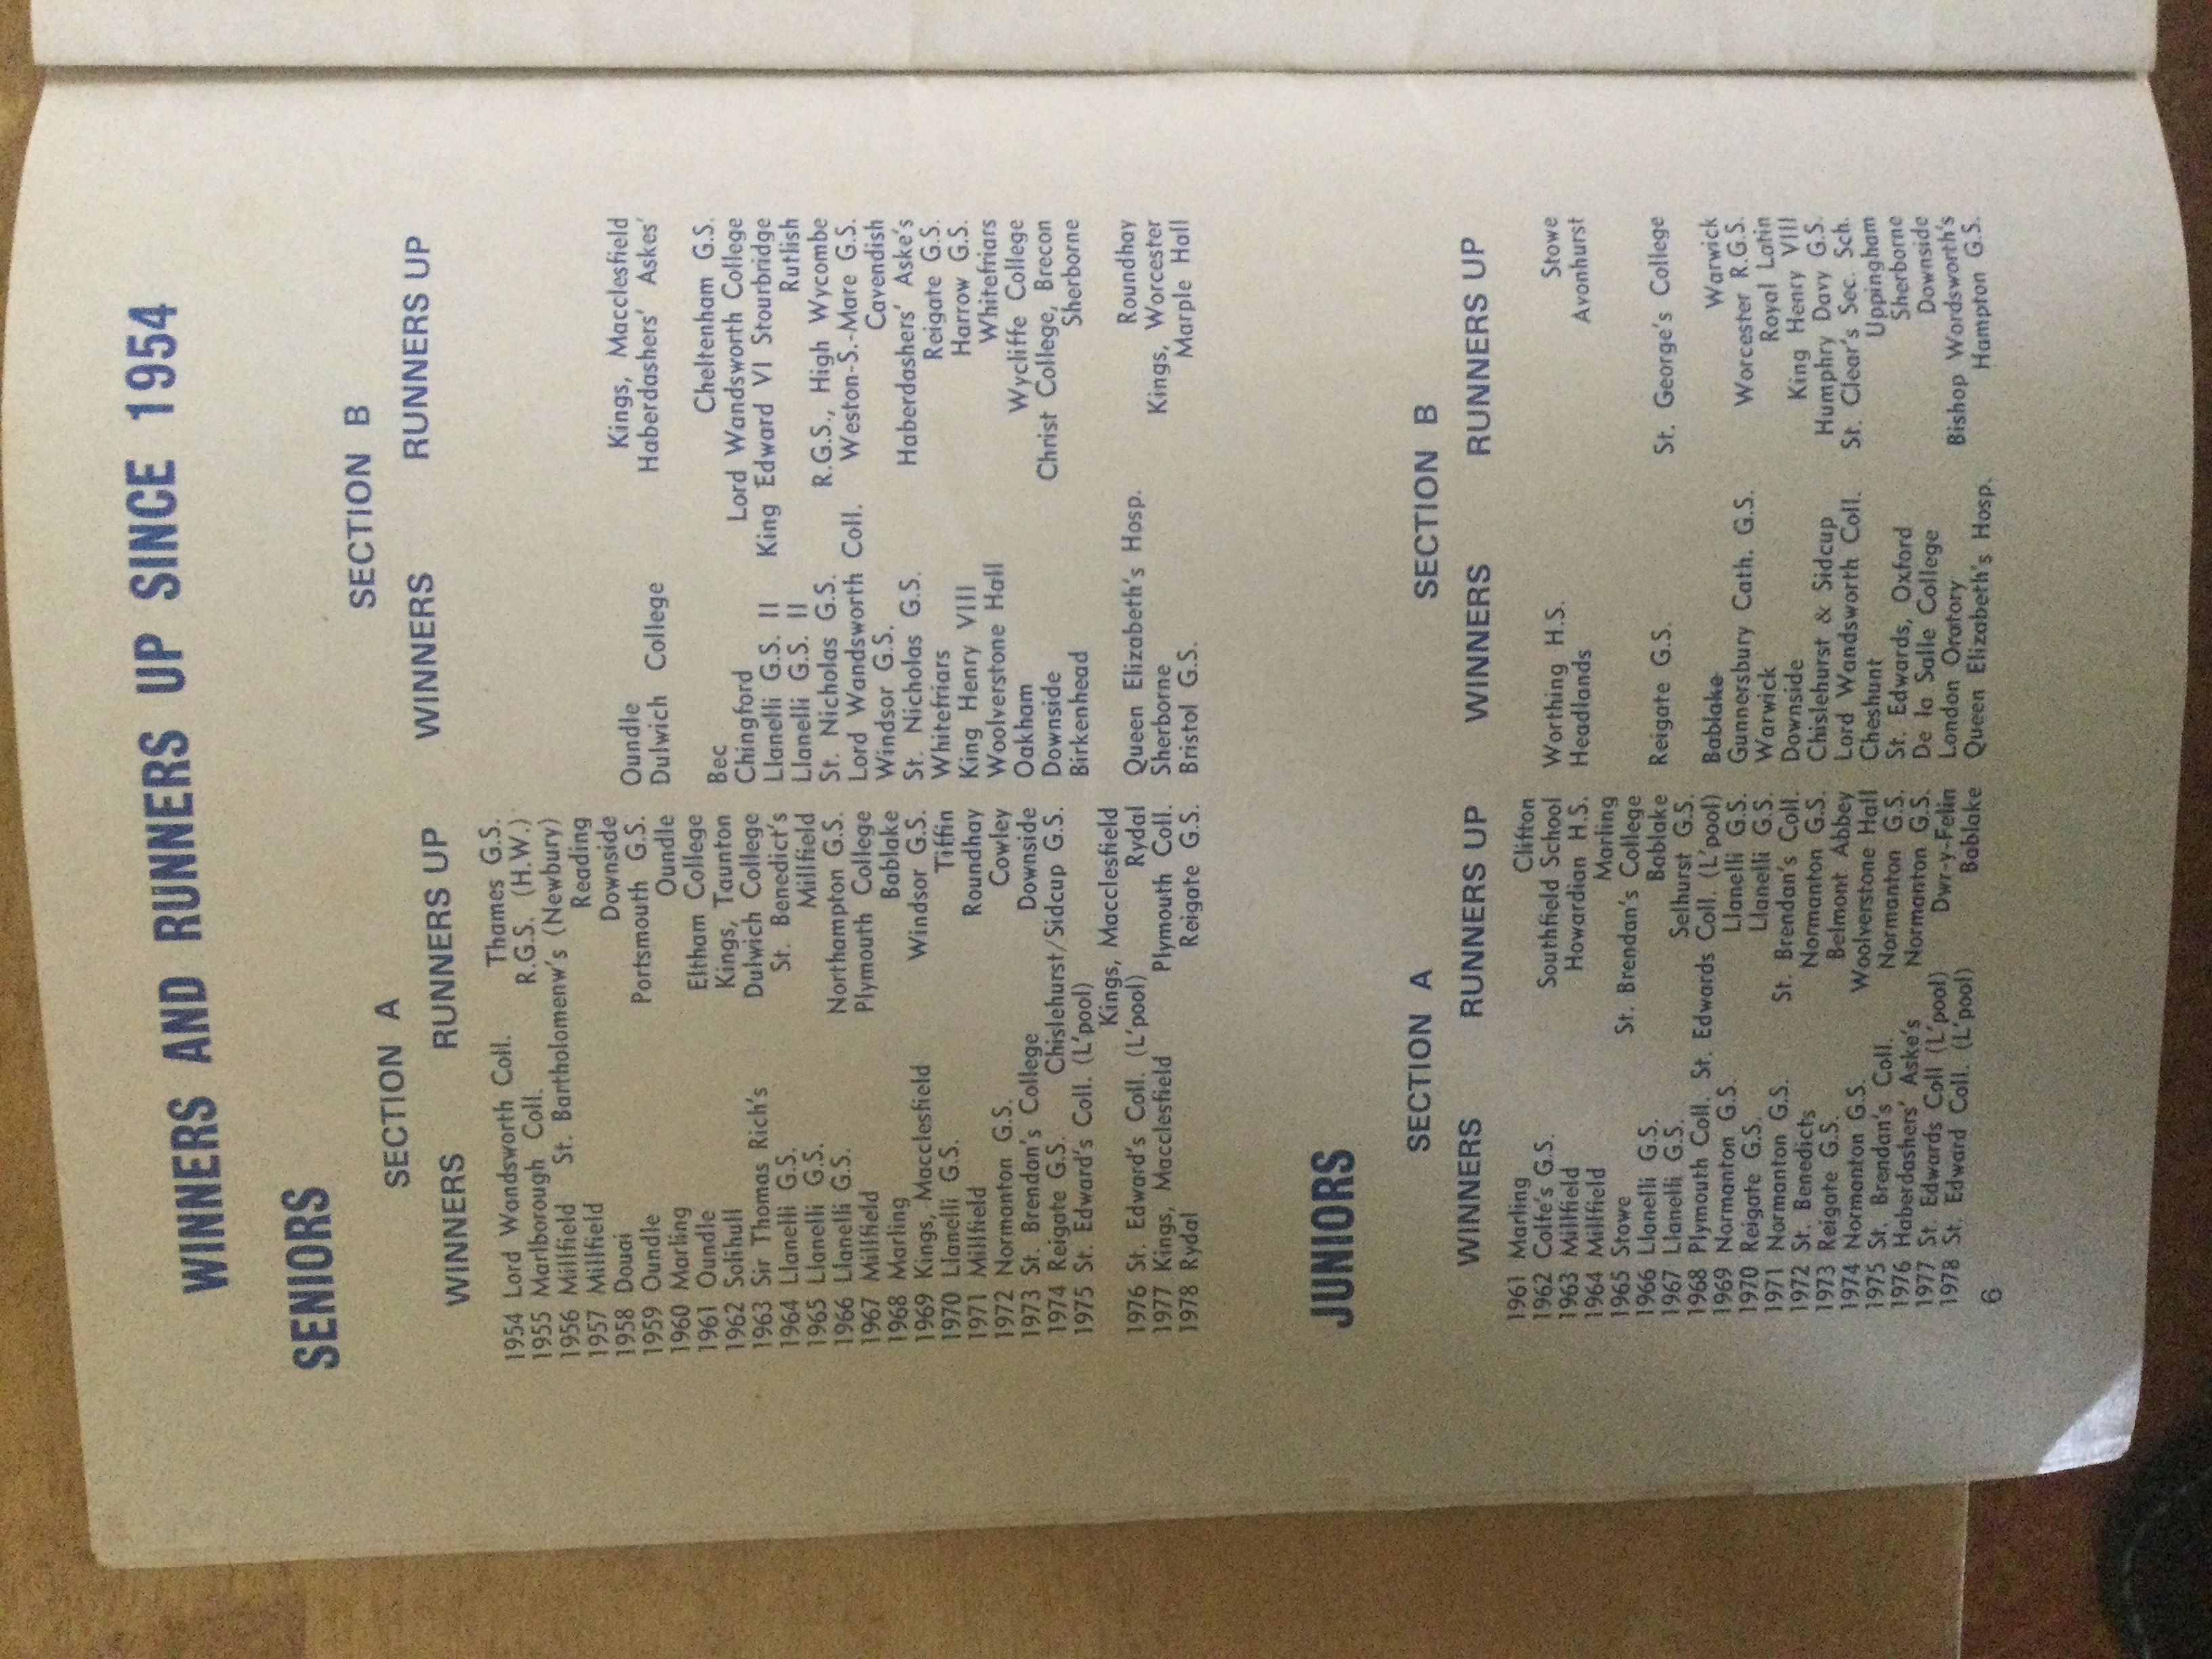 WINNERS AND RUNNERS UP SINCE 1954
SENIORS
SECTION A SECTION B
WINNERS RUNNERS UP WINNERS RUNNERS UP
1954 Lord Wandsworth Coll. Thames G.S.
1955 Marlborough Coll. R.G.S. (H.W.)
1956 Millfield St. Bartholomenw's (Newbury)
1957 Millfield Reading
1958 Douai Downside
1959 Oundle Portsmouth G.S. Oundle Kings, Macclesfield
1960 Marling Oundle Dulwich College Haberdashers' Askes'
1961 Oundle Eltham College
1962 Solihull Kings, Taunton Bec Cheltenham G.S.
1963 Sir Thomas Rich's Dulwich College Chingford Lord Wandsworth College
1964 Llanelli G.S. St. Benedict's Llanelli G.S. II King Edward VI Stourbridge
1965 Llanelli G.S. Millfield Llanelli G.S. II Rutlish
1966 Llanelli G.S. Northampton G.S. St. Nicholas G.S. R.G.S., High Wycombe
1967 Millfield Plymouth College Lord Wandsworth Coll. Weston-S.-Mare G.S.
1968 Marling Bablake Windsor G.S. Cavendish
1969 Kings, Macclesfield Windsor G.S. St. Nicholas G.S. Haberdashers' Aske's
1970 Llanelli G.S. Tiffin Whitefriars Reigate G.S.
1971 Millfield Roundhay King Henry VIII Harrow G.S.
1972 Normanton G.S. Cowley Woolverstone Hall Whitefriars
1973 St. Brendan's College Downside Oakham Wycliffe College
1974 Reigate G.S. Chislehurst/Sidcup G.S. Downside Christ College, Brecon
1975 St. Edward's Coll. (L'pool) Birkenhead Sherborne
Kings, Macclesfield
1976 St. Edward's Coll. (L'pool) Rydal Queen Elizabeth's Hosp. Roundhay
1977 Kings, Macclesfield Plymouth Coll. Sherborne Kings, Worcester
1978 Rydal Reigate G.S. Bristol G.S. Marple Hall
JUNIORS
SECTION A SECTION B
WINNERS RUNNERS UP WINNERS RUNNERS UP
1961 Marling Clifton
1962 Colfe's G.S. Southfield School Worthing H.S. Stowe
1963 Millfield Howardian H.S. Headlands Avonhurst
1964 Millfield Marling
1965 Stowe St. Brendan's College
1966 Llanelli G.S. Bablake Reigate G.S. St. George's College
1967 Llanelli G.S. Selhurst G.S.
1968 Plymouth Coll. St. Edwards Coll. (L'pool) Bablake Warwick
1969 Normanton G.S. Llanelli G.S. Gunnersbury Cath. G.S. Worcester R.G.S.
1970 Reigate G.S. Llanelli G.S. Warwick Royal Latin
1971 Normanton G.S. St. Brendan's Coll. Downside King Henry VIII
1972 St. Benedicts Normanton G.S. Chislehurst & Sidcup Humphry Davy G.S.
1973 Reigate G.S. Belmont Abbey Lord Wandsworth Coll. St. Clear's Sec. Sch.
1974 Normanton G.S. Woolverstone Hall Cheshunt Uppingham
1975 St. Brendan's Coll. Normanton G.S. St. Edwards, Oxford Sherborne
1976 Haberdashers' Aske's Normanton G.S. De la Salle College Downside
1977 St. Edwards Coll (L'pool) Dwr-y-Felin London Oratory Bishop Wordsworth's
1978 St. Edward Coll. (L'pool) Bablake Queen Elizabeth's Hosp. Hampton G.S.
6